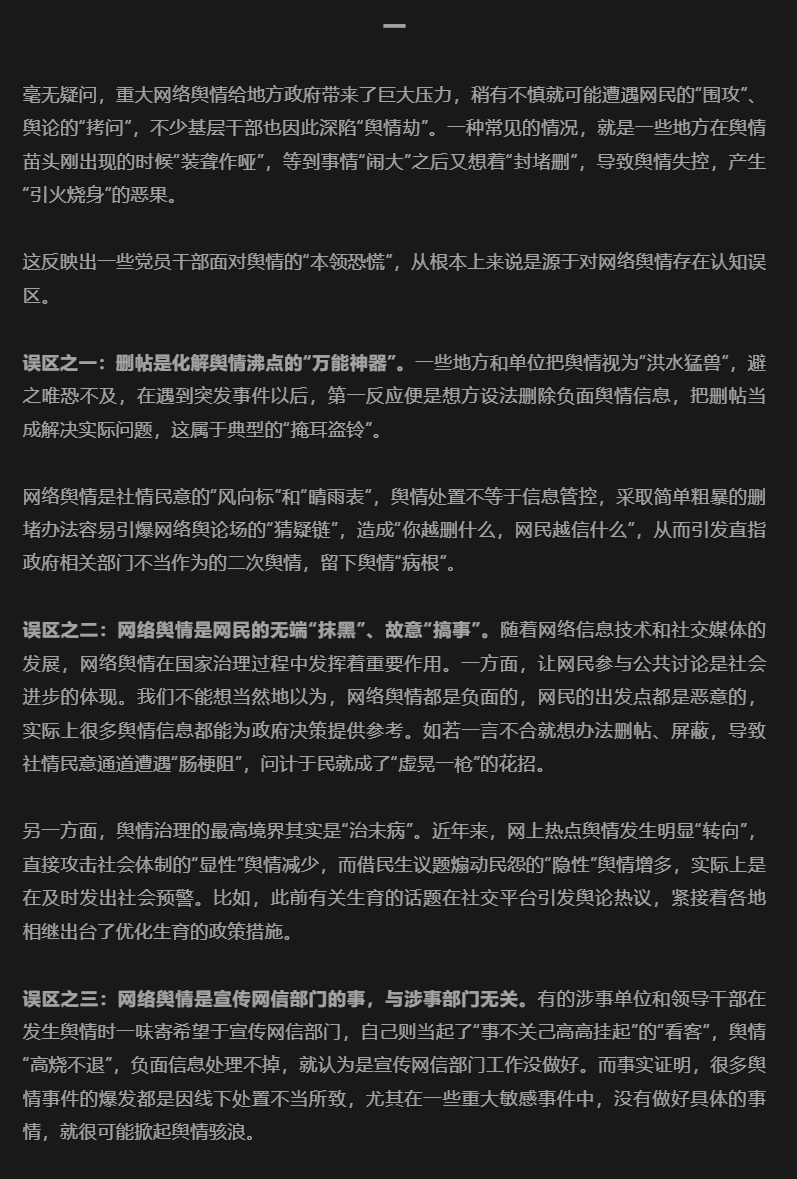 一
毫无疑问，重大网络舆情给地方政府带来了巨大压力，稍有不慎就可能遭遇网民的“围攻”、
舆论的“拷问”，不少基层干部也因此深陷“舆情劫”。一种常见的情况，就是一些地方在舆情
苗头刚出现的时候“装聋作哑”，等到事情“闹大”之后又想着“封堵删”，导致舆情失控，产生
“引火烧身”的恶果。
这反映出一些党员干部面对舆情的“本领恐慌”，从根本上来说是源于对网络舆情存在认知误
区。
误区之一：删帖是化解舆情沸点的“万能神器”。一些地方和单位把舆情视为“洪水猛兽”，避
之唯恐不及，在遇到突发事件以后，第一反应便是想方设法删除负面舆情信息，把删帖当
成解决实际问题，这属于典型的“掩耳盗铃”。
网络舆情是社情民意的“风向标”和“晴雨表”，舆情处置不等于信息管控，采取简单粗暴的删
堵办法容易引爆网络舆论场的“猜疑链”，造成“你越删什么，网民越信什么”，从而引发直指
政府相关部门不当作为的二次舆情，留下舆情“病根”。
误区之二：网络舆情是网民的无端“抹黑”、故意“搞事”。随着网络信息技术和社交媒体的
发展，网络舆情在国家治理过程中发挥着重要作用。一方面，让网民参与公共讨论是社会
进步的体现。我们不能想当然地以为，网络舆情都是负面的，网民的出发点都是恶意的，
实际上很多舆情信息都能为政府决策提供参考。如若一言不合就想办法删帖、屏蔽，导致
社情民意通道遭遇“肠梗阻”，问计于民就成了“虚晃一枪”的花招。
另一方面，舆情治理的最高境界其实是“治未病”。近年来，网上热点舆情发生明显“转向”，
直接攻击社会体制的“显性”舆情减少，而借民生议题煽动民怨的“隐性”舆情增多，实际上是
在及时发出社会预警。比如，此前有关生育的话题在社交平台引发舆论热议，紧接着各地
相继出台了优化生育的政策措施。
误区之三：网络舆情是宣传网信部门的事，与涉事部门无关。有的涉事单位和领导干部在
发生舆情时一味寄希望于宣传网信部门，自己则当起了“事不关己高高挂起”的“看客”，舆情
“高烧不退”，负面信息处理不掉，就认为是宣传网信部门工作没做好。而事实证明，很多舆
情事件的爆发都是因线下处置不当所致，尤其在一些重大敏感事件中，没有做好具体的事
情，就很可能掀起舆情骇浪。